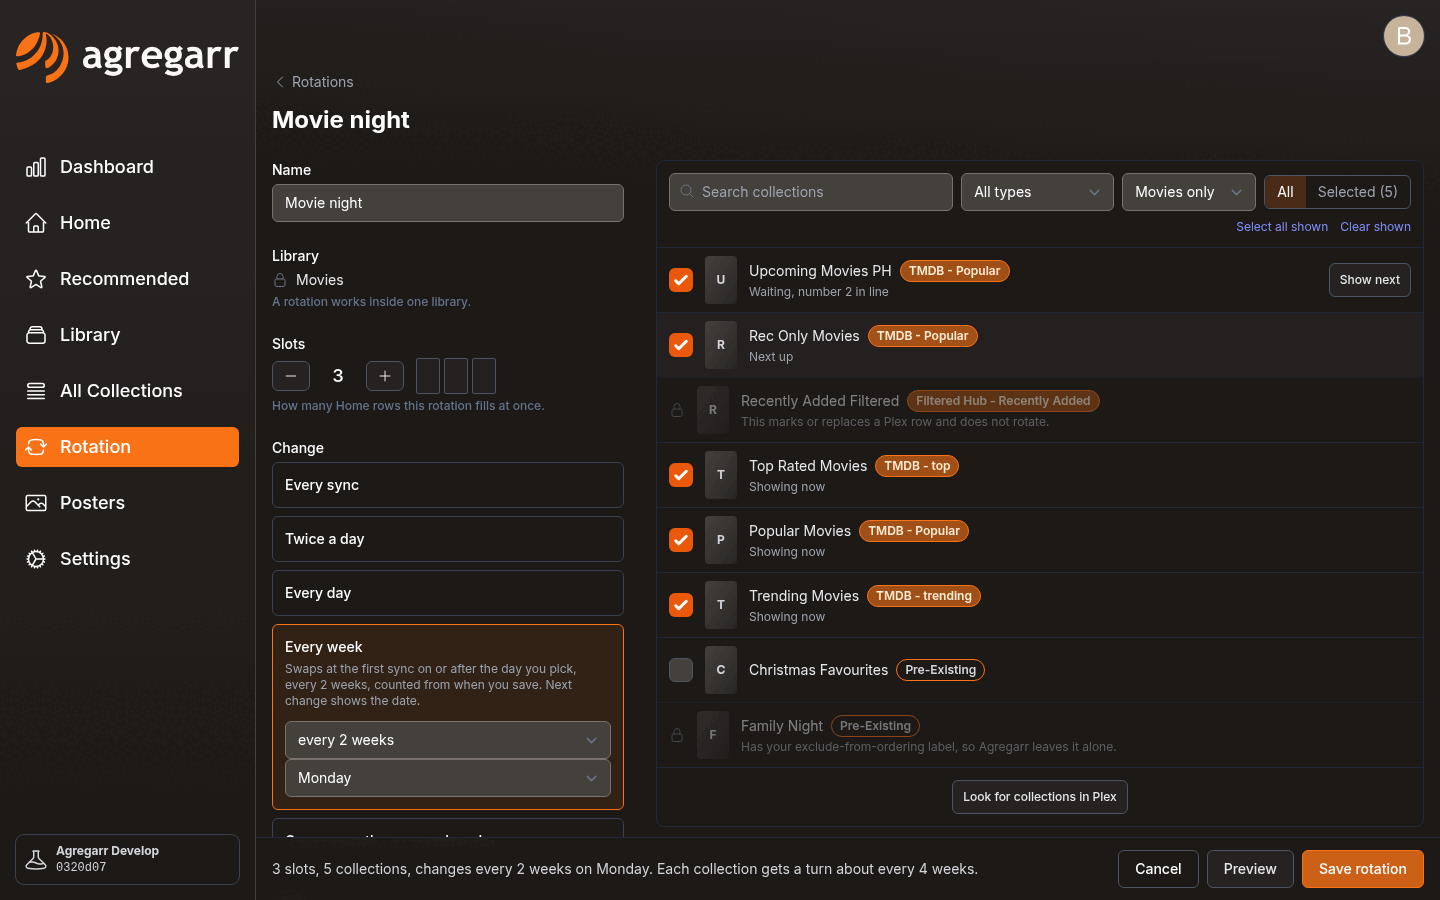 agregarr
B
Dashboard
Home
Recommended
Library
All Collections
Rotation
Posters
Settings
Agregarr Develop
0320d07
Rotations
Movie night
Name
Movie night
Library
Movies
A rotation works inside one library.
Slots
3
How many Home rows this rotation fills at once.
Change
Every sync
Twice a day
Every day
Every week
Swaps at the first sync on or after the day you pick,
every 2 weeks, counted from when you save. Next
change shows the date.
every 2 weeks
Monday
Search collections
All types
Movies only
All
Selected (5)
Select all shown
Clear shown
U
Upcoming Movies PH TMDB - Popular
Waiting, number 2 in line
Show next
R
Rec Only Movies TMDB - Popular
Next up
R
Recently Added Filtered Filtered Hub - Recently Added
This marks or replaces a Plex row and does not rotate.
T
Top Rated Movies TMDB - top
Showing now
P
Popular Movies TMDB - Popular
Showing now
T
Trending Movies TMDB - trending
Showing now
C
Christmas Favourites Pre-Existing
F
Family Night Pre-Existing
Has your exclude-from-ordering label, so Agregarr leaves it alone.
Look for collections in Plex
3 slots, 5 collections, changes every 2 weeks on Monday. Each collection gets a turn about every 4 weeks.
Cancel
Preview
Save rotation